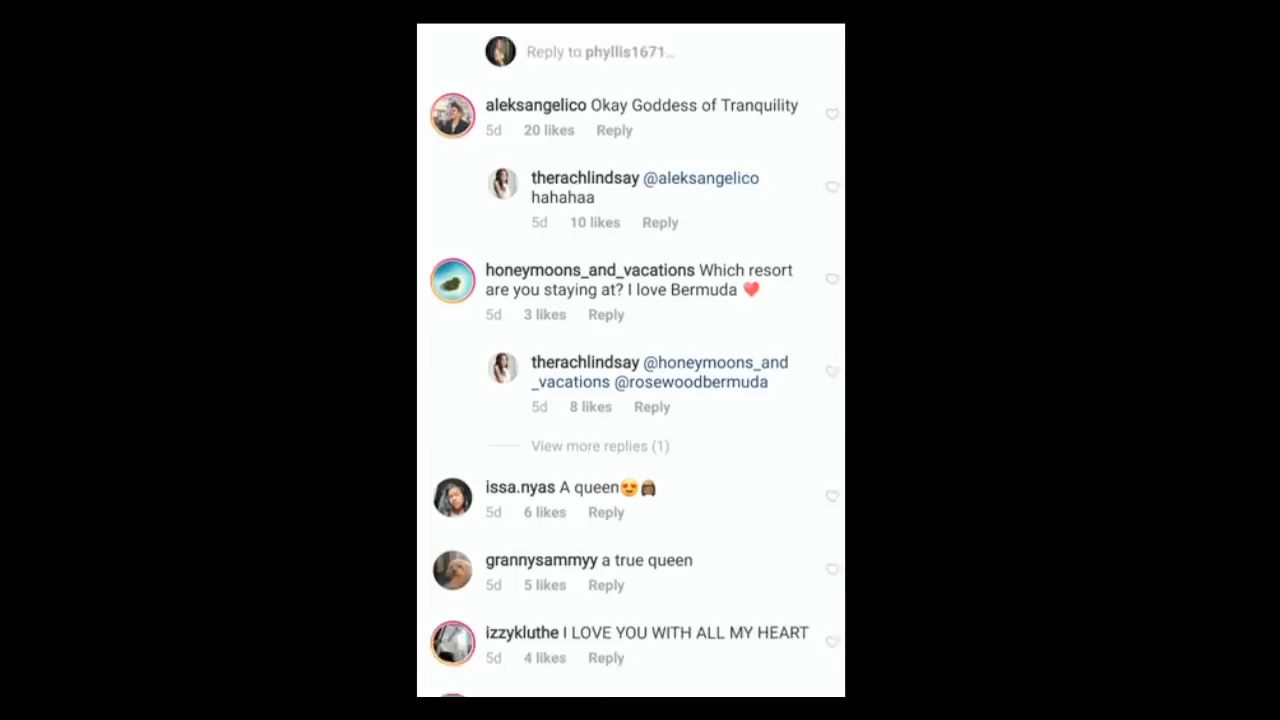 Reply to phyllis1671...
aleksangelico Okay Goddess of Tranquility
5d 20 likes Reply
therachlindsay @aleksangelico
hahahaa
5d 10 likes Reply
honeymoons_and_vacations Which resort
are you staying at? I love Bermuda ❤️
5d 3 likes Reply
therachlindsay @honeymoons_and
_vacations @rosewoodbermuda
5d 8 likes Reply
View more replies (1)
issa.nyas A queen😍👸🏾
5d 6 likes Reply
grannysammyy a true queen
5d 5 likes Reply
izzykluthe I LOVE YOU WITH ALL MY HEART
5d 4 likes Reply